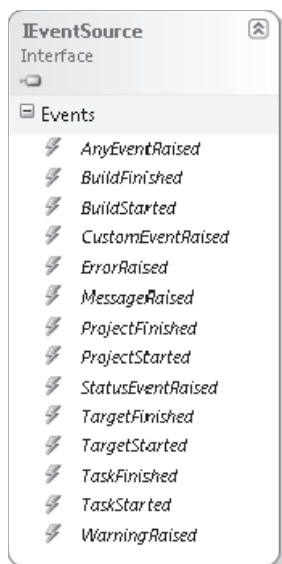 IEventSource
Interface
Events
AnyEventRaised
BuildFinished
BuildStarted
CustomEventRaised
ErrorRaised
MessageRaised
ProjectFinished
ProjectStarted
StatusEventRaised
TargetFinished
TargetStarted
TaskFinished
TaskStarted
WarningRaised